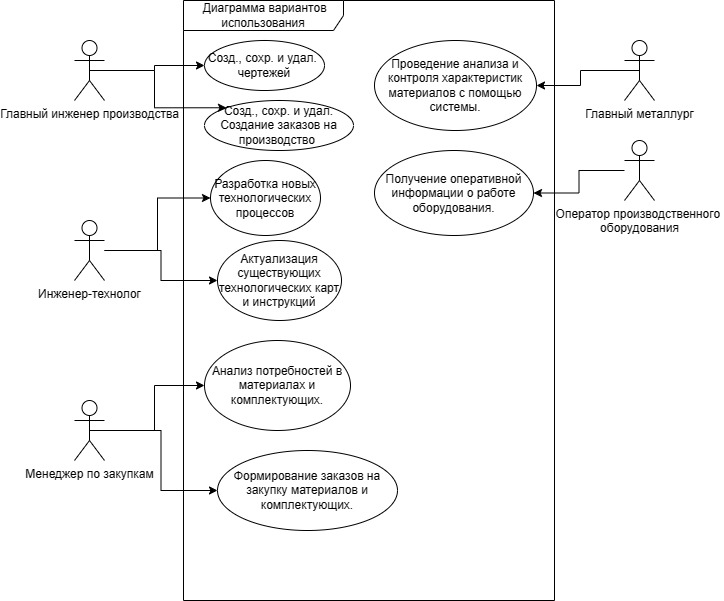 Диаграмма вариантов
использования
Созд., сохр. и удал.
чертежей
Главный инженер производства
Созд., сохр. и удал.
Создание заказов на
производство
Проведение анализа и
контроля характеристик
материалов с помощью
системы.
Главный металлург
Разработка новых
технологических
процессов
Получение оперативной
информации о работе
оборудования.
Оператор производственного
оборудования
Инженер-технолог
Актуализация
существующих
технологических карт
и инструкций
Анализ потребностей в
материалах и
комплектующих.
Менеджер по закупкам
Формирование заказов на
закупку материалов и
комплектующих.